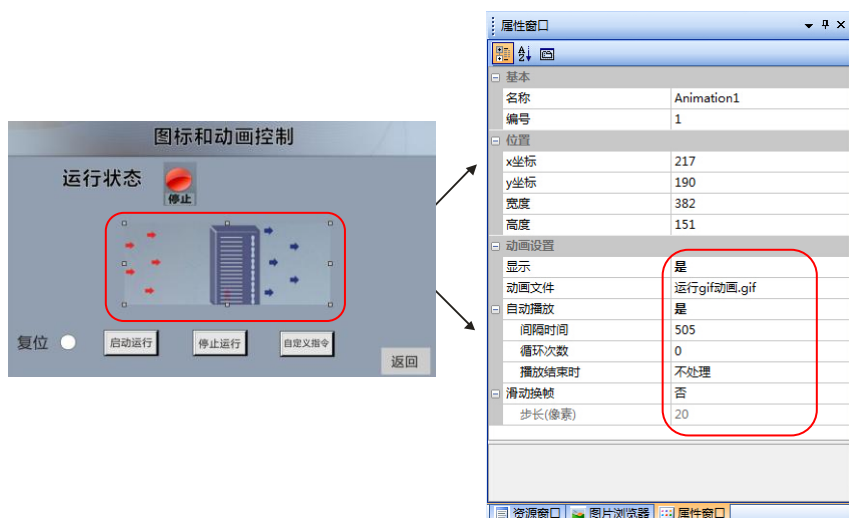 图标和动画控制
运行状态
停止
复位
启动运行
停止运行
自定义指令
返回
属性窗口
基本
名称 Animation1
编号 1
位置
x坐标 217
y坐标 190
宽度 382
高度 151
动画设置
显示 是
动画文件 运行gif动画.gif
自动播放 是
间隔时间 505
循环次数 0
播放结束时 不处理
滑动换帧 否
步长(像素) 20
资源窗口 图片浏览器 属性窗口